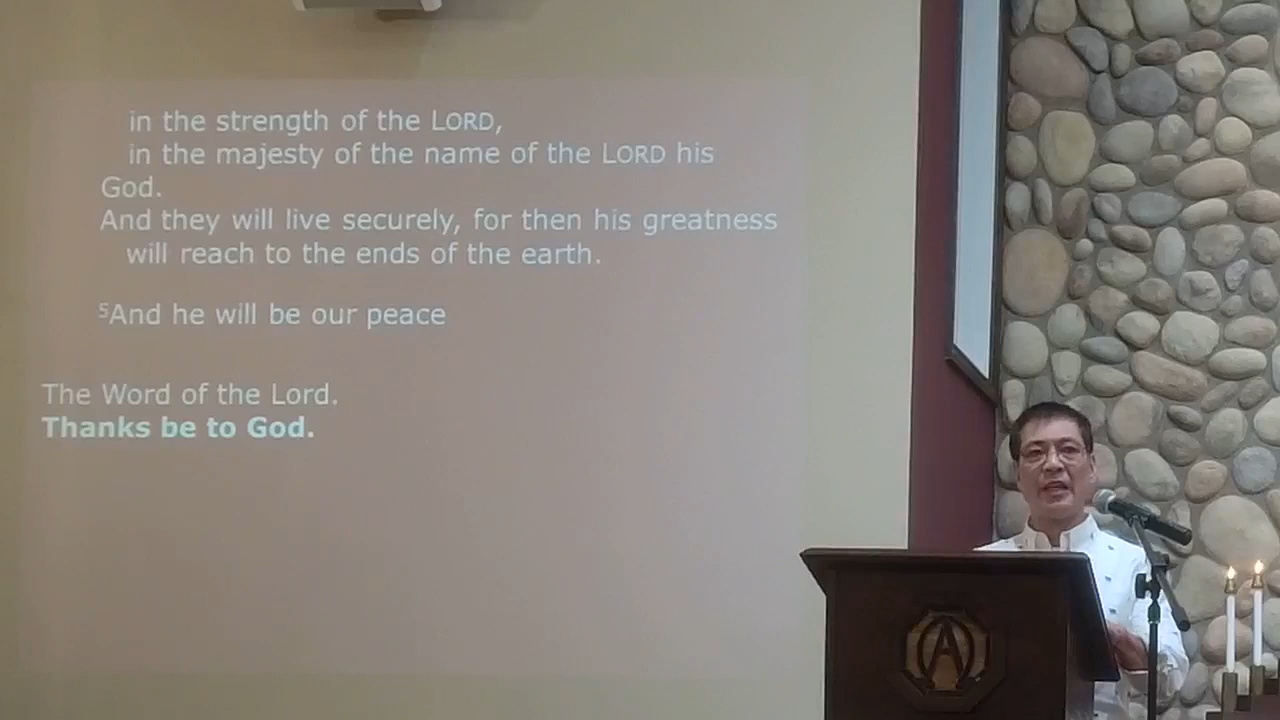 in the strength of the LORD,
in the majesty of the name of the LORD his
God.
And they will live securely, for then his greatness
will reach to the ends of the earth.
⁵And he will be our peace
The Word of the Lord.
Thanks be to God.